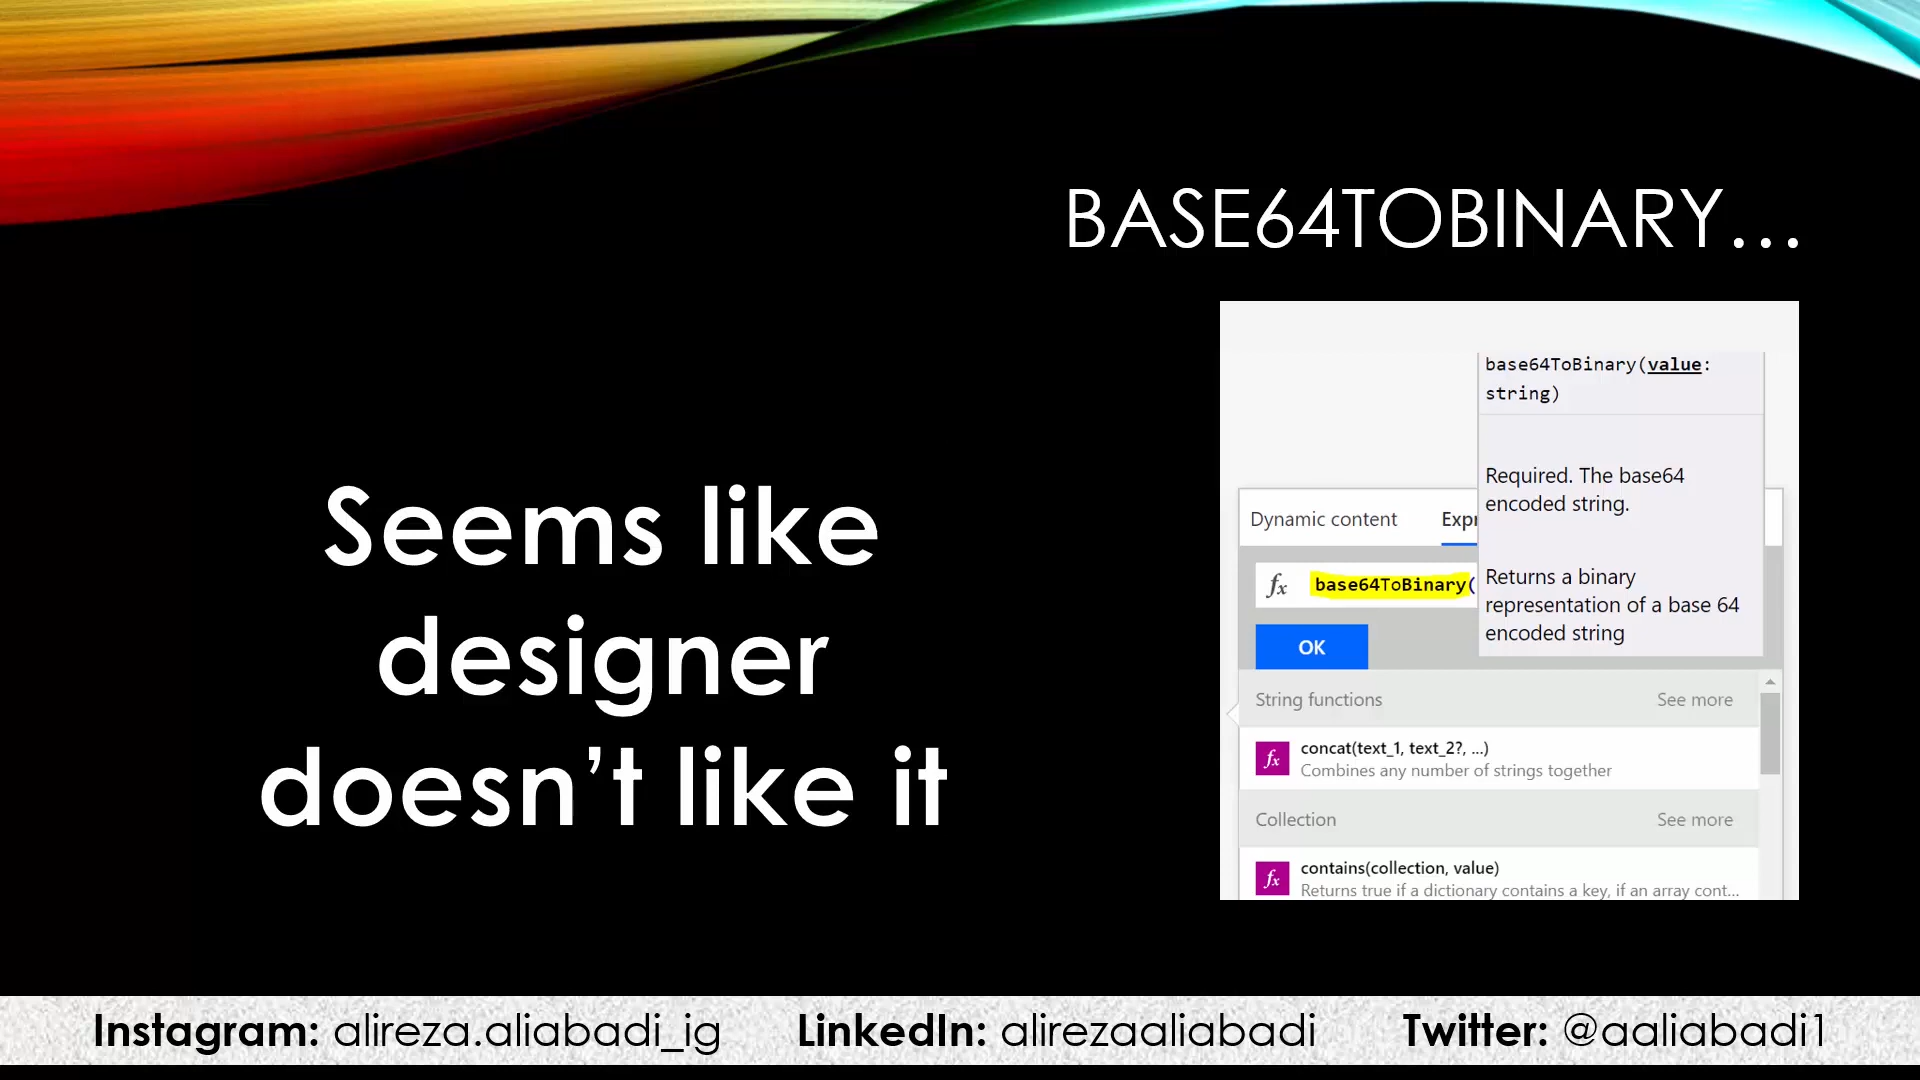 BASE64TOBINARY...
Seems like
designer
doesn’t like it
base64ToBinary(value:
string)
Required. The base64
encoded string.
Returns a binary
representation of a base 64
encoded string
Dynamic content
base64ToBinary(
OK
String functions See more
concat(text_1, text_2?, ...)
Combines any number of strings together
Collection See more
contains(collection, value)
Returns true if a dictionary contains a key, if an array cont...
Instagram: alireza.aliabadi_ig LinkedIn: alirezaaliabadi Twitter: @aaliabadi1